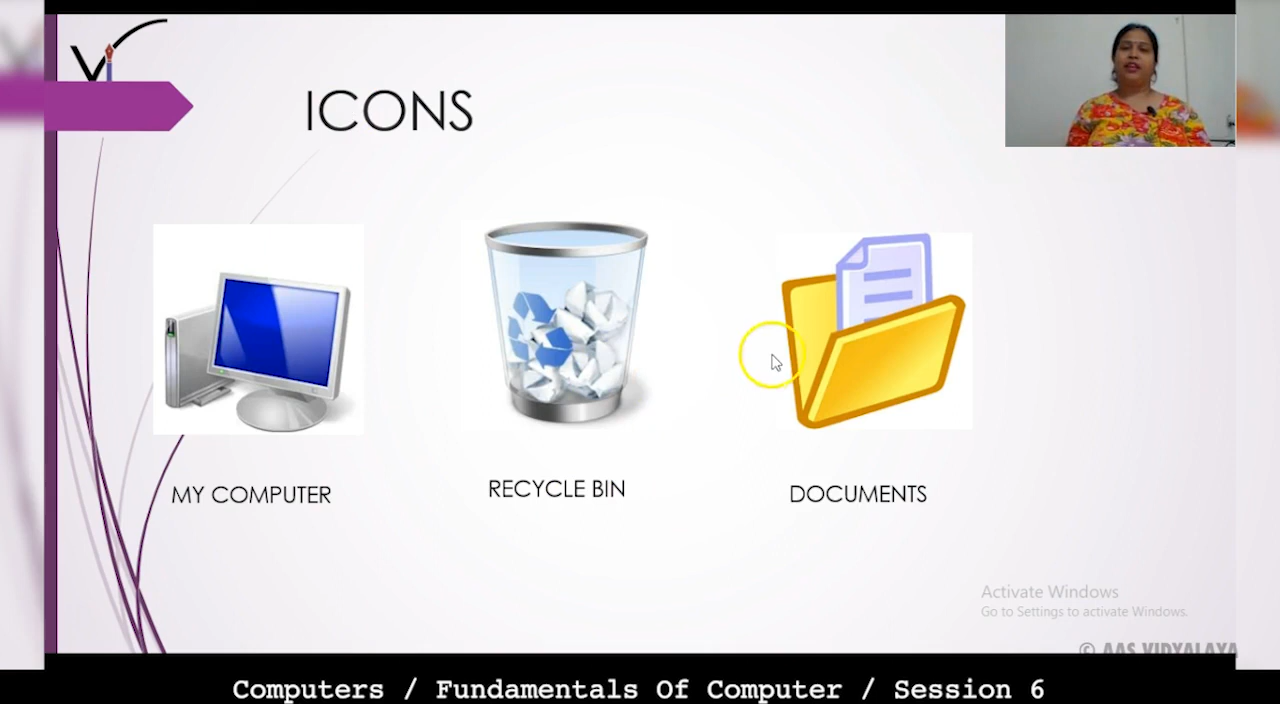 ICONS
MY COMPUTER
RECYCLE BIN
DOCUMENTS
Activate Windows
Go to Settings to activate Windows.
© AAS VIDYALAYA
Computers / Fundamentals Of Computer / Session 6